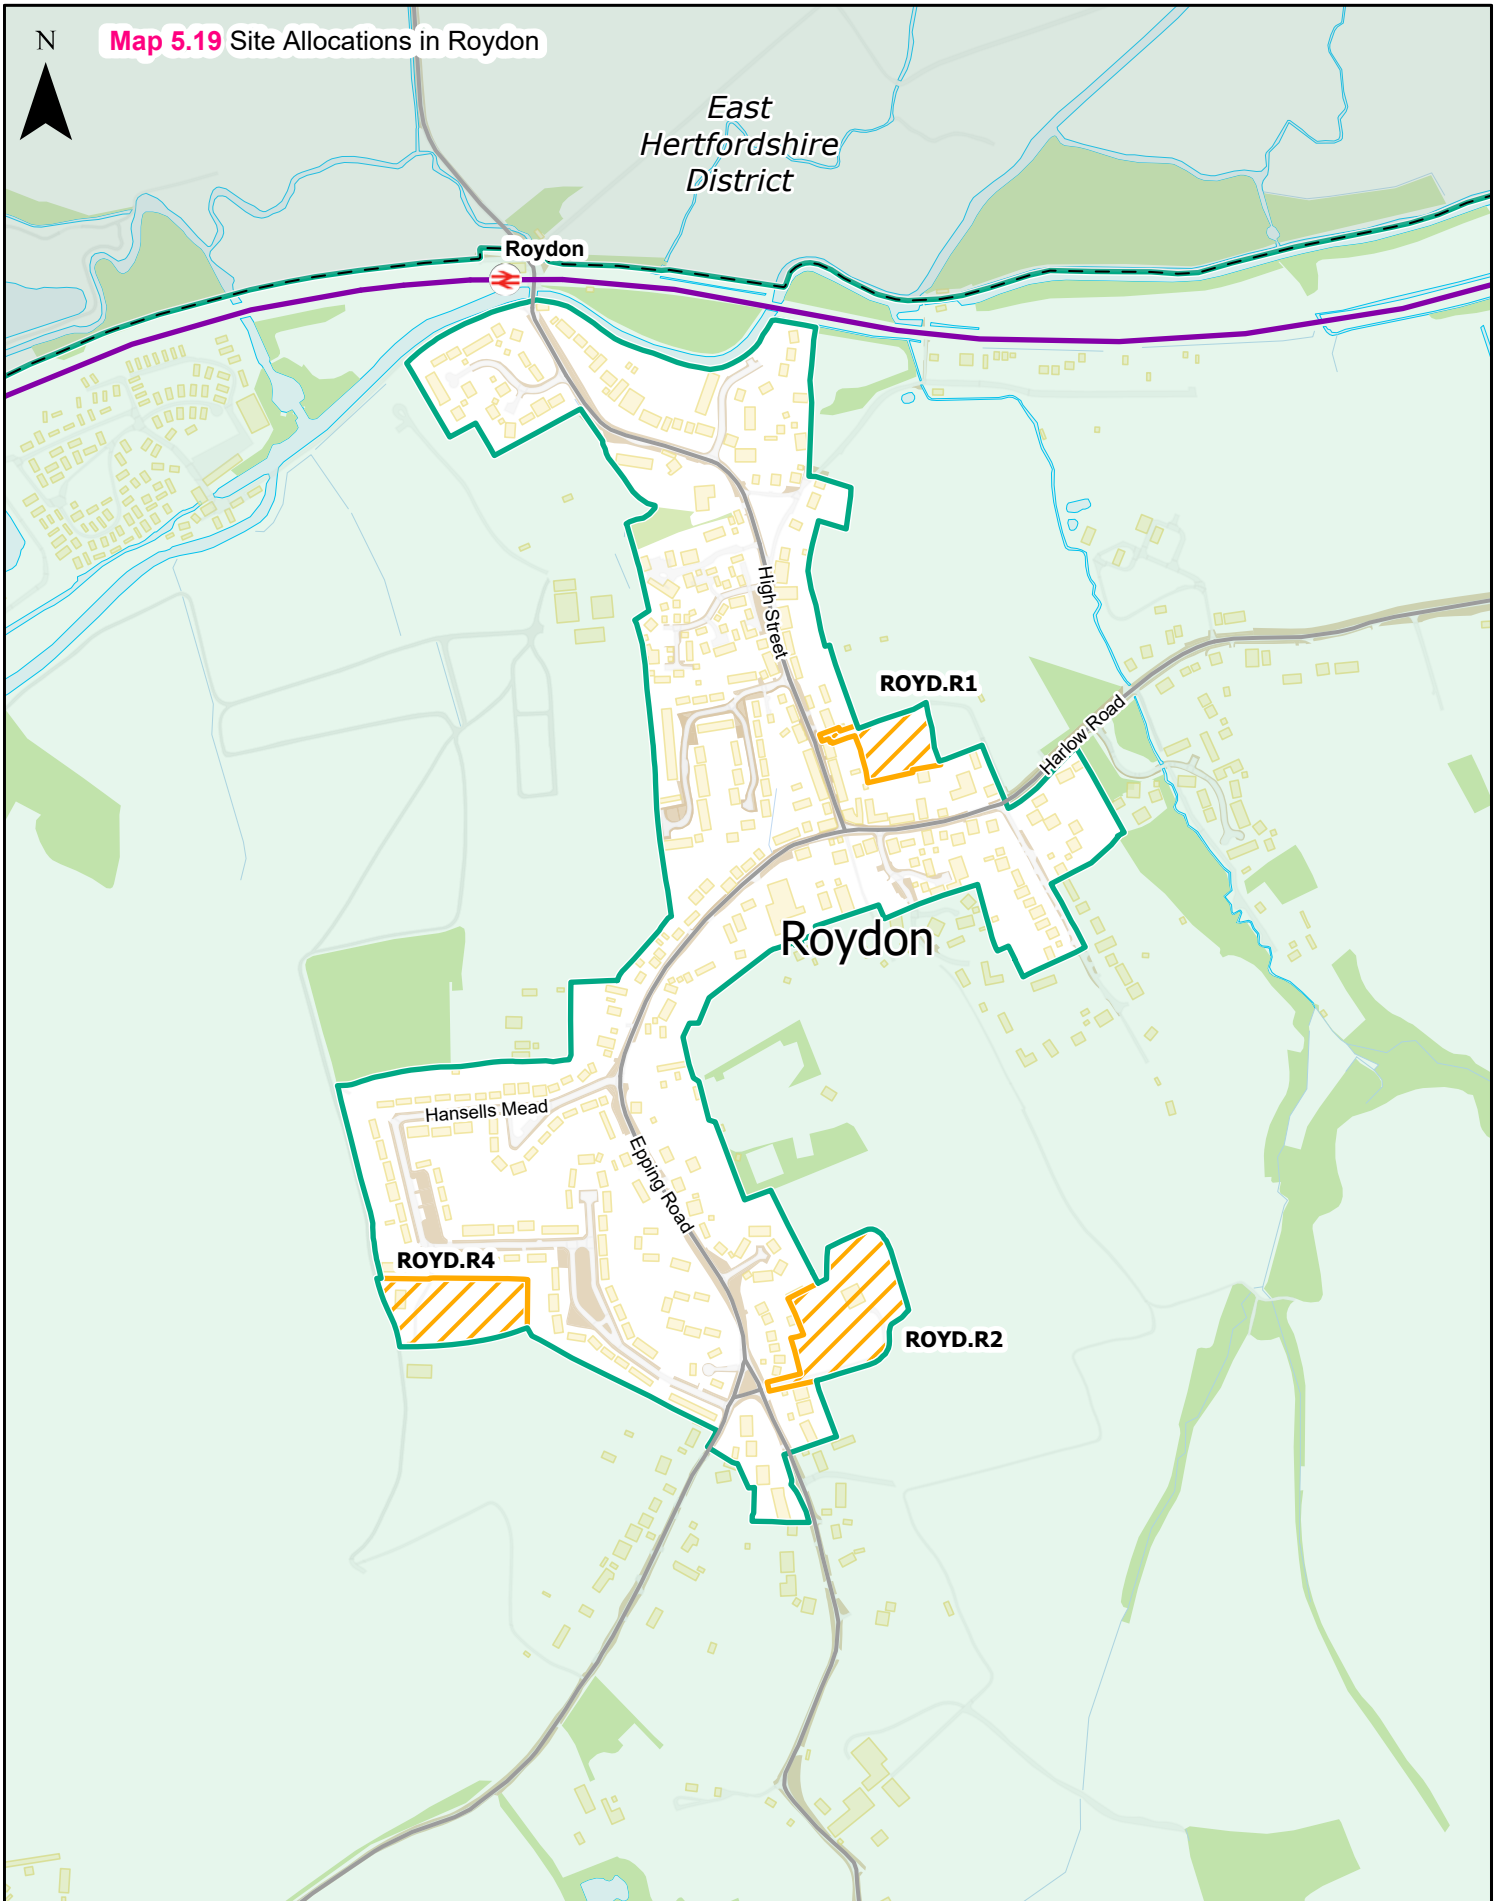 N
Map 5.19 Site Allocations in Roydon
East
Hertfordshire
District
Roydon
High Street
ROYD.R1
Harlow Road
Roydon
Hansells Mead
Epping Road
ROYD.R4
ROYD.R2